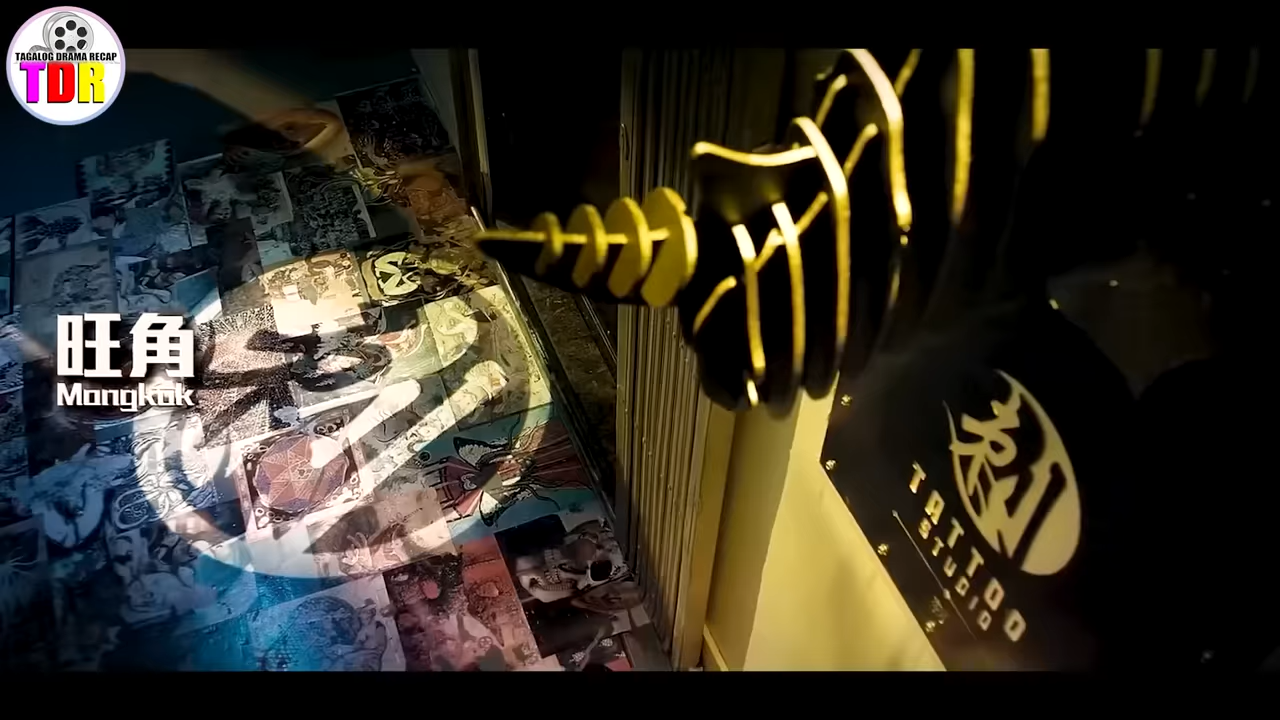 TAGALOG DRAMA RECAP
TDR
旺角
Mongkok
TATTOO
STUDIO